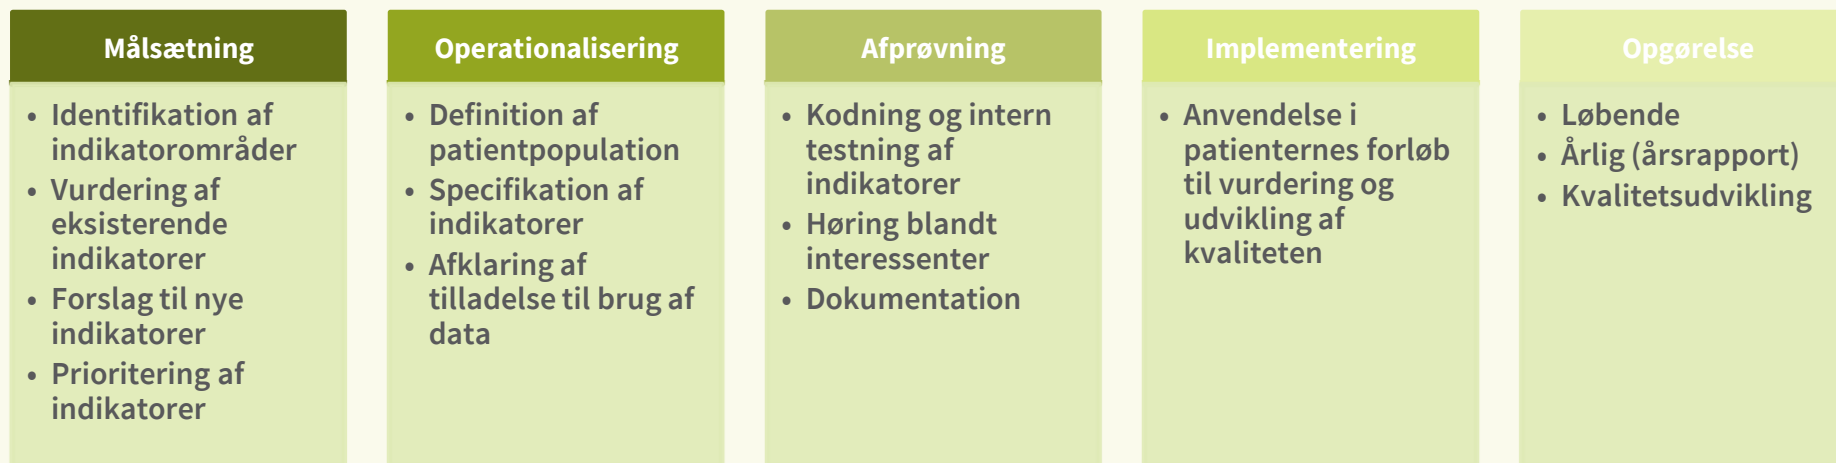 Målsætning
• Identifikation af
indikatorområder
• Vurdering af
eksisterende
indikatorer
• Forslag til nye
indikatorer
• Prioritering af
indikatorer
Operationalisering
• Definition af
patientpopulation
• Specifikation af
indikatorer
• Afklaring af
tilladelse til brug af
data
Afprøvning
• Kodning og intern
testning af
indikatorer
• Høring blandt
interessenter
• Dokumentation
Implementering
• Anvendelse i
patienternes forløb
til vurdering og
udvikling af
kvaliteten
Opgørelse
• Løbende
• Årlig (årsrapport)
• Kvalitetsudvikling